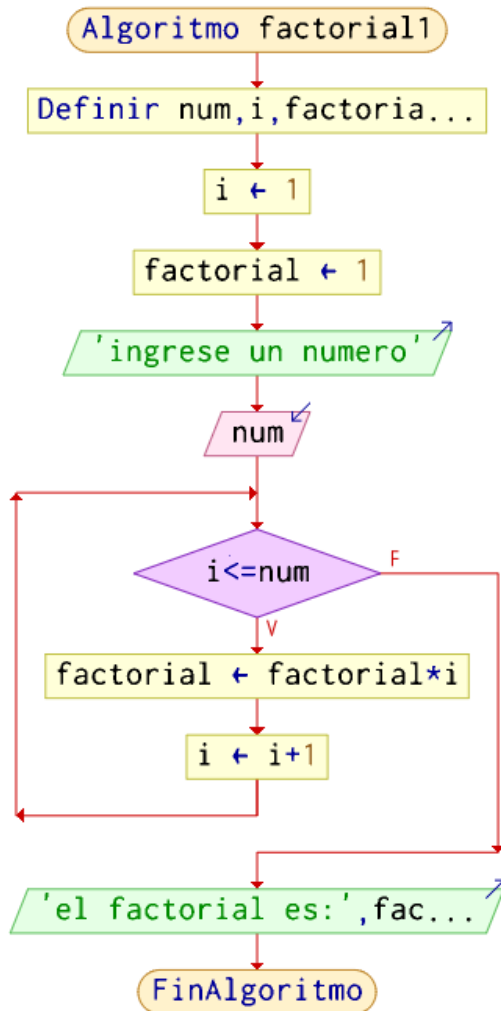 Algoritmo factorial1
Definir num,i,factoria...
i ← 1
factorial ← 1
'ingrese un numero'
num
i<=num
F
V
factorial ← factorial*i
i ← i+1
'el factorial es:',fac...
FinAlgoritmo